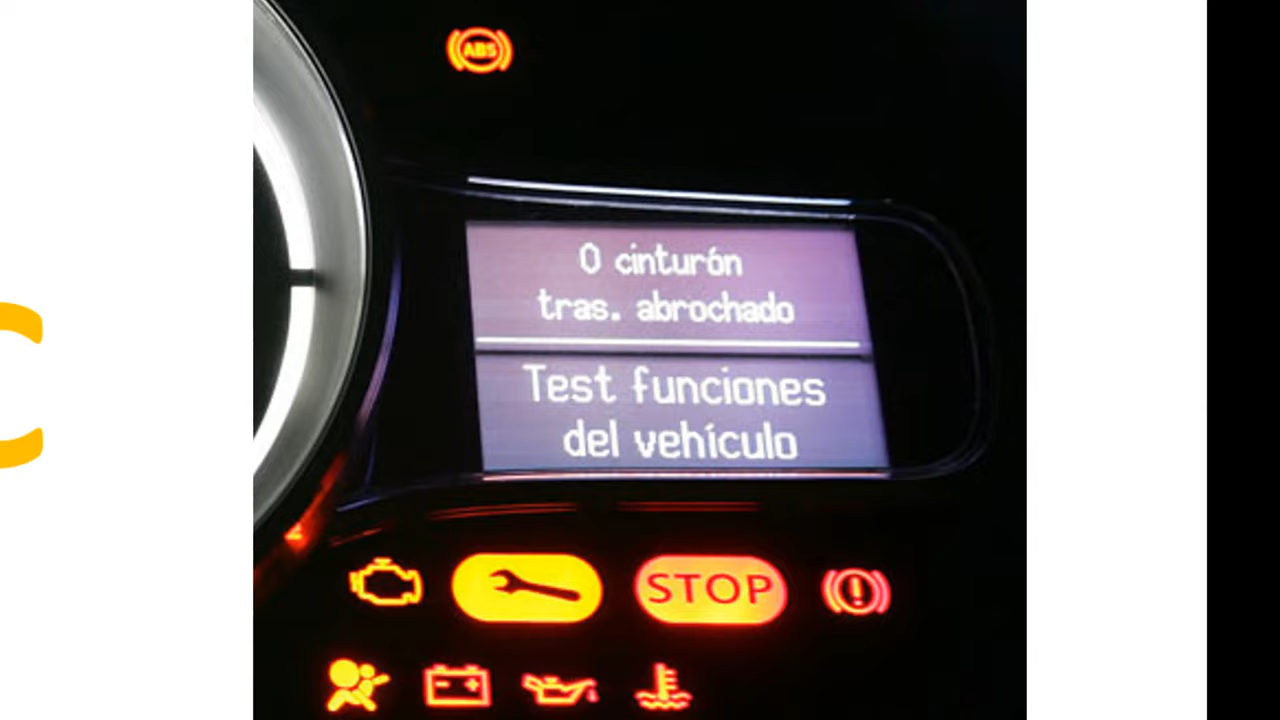 ABS
0 cinturón
tras. abrochado
Test funciones
del vehículo
STOP